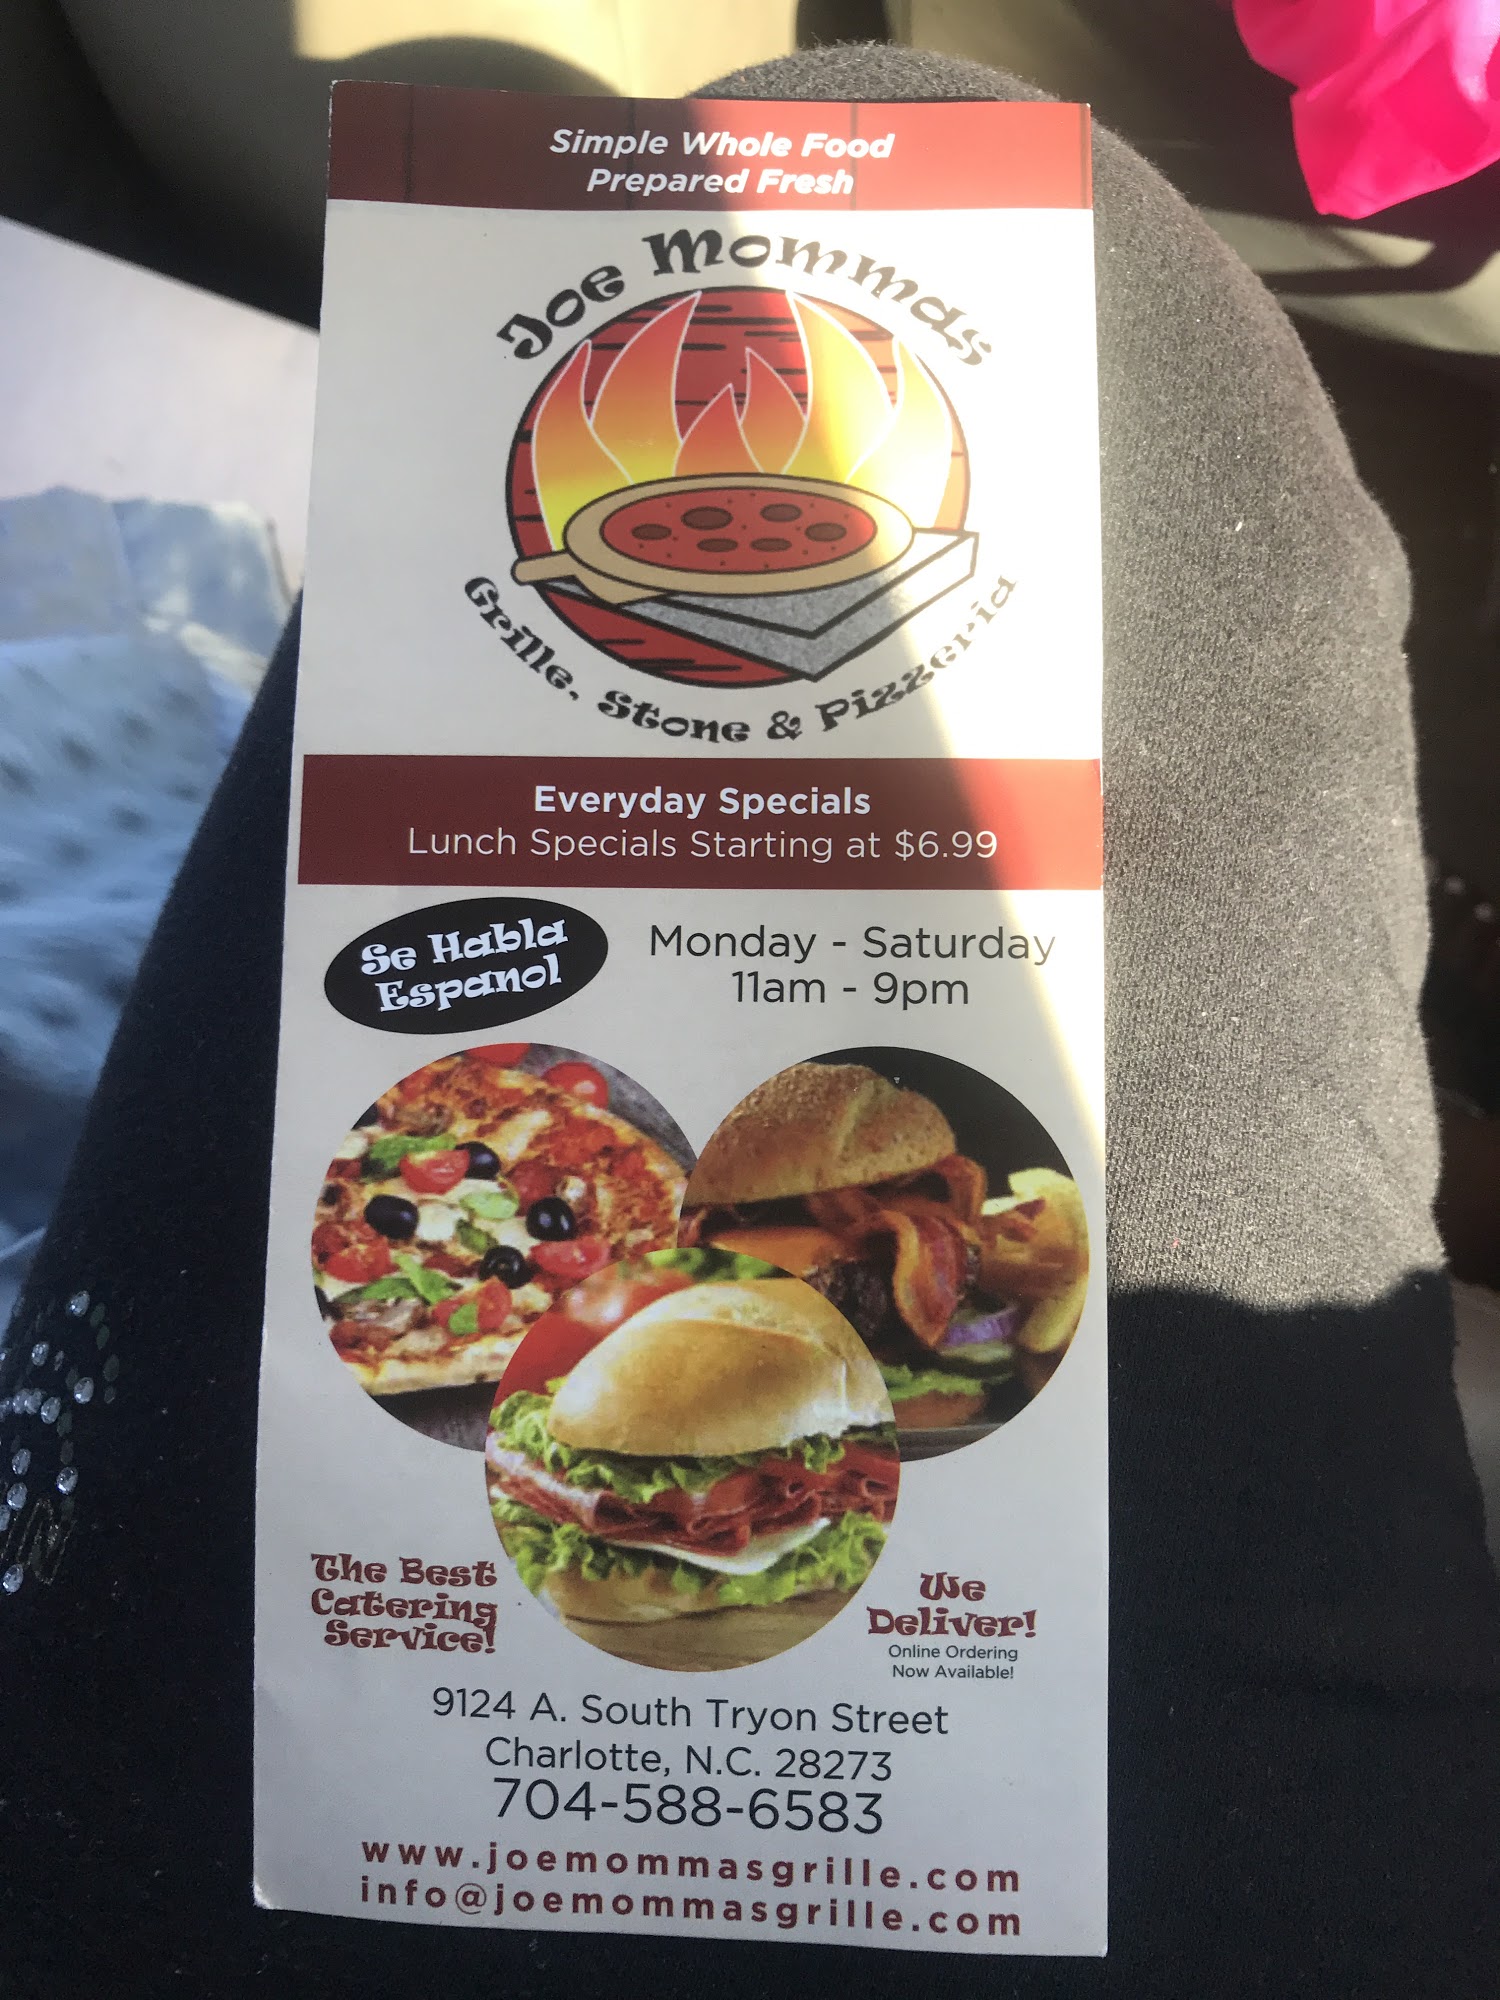 Simple Whole Food
Prepared Fresh
Joe Mommas
Grille, Stone & Pizzeria
Everyday Specials
Lunch Specials Starting at $6.99
Se Habla
Espanol
Monday - Saturday
11am - 9pm
The Best
Catering
Service!
We
Deliver!
Online Ordering
Now Available!
9124 A. South Tryon Street
Charlotte, N.C. 28273
704-588-6583
www.joemommasgrille.com
info@joemommasgrille.com